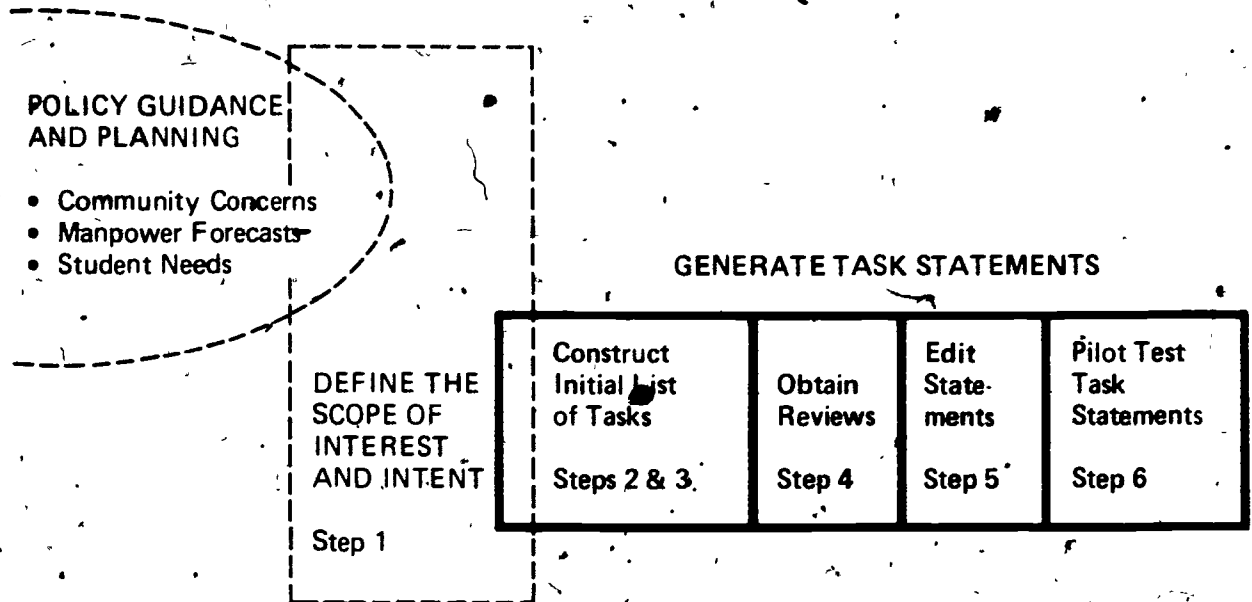 POLICY GUIDANCE
AND PLANNING
• Community Concerns
• Manpower Forecasts
• Student Needs
DEFINE THE
SCOPE OF
INTEREST
AND INTENT
Step 1
GENERATE TASK STATEMENTS
Construct
Initial List
of Tasks
Steps 2 & 3
Obtain
Reviews
Step 4
Edit
State-
ments
Step 5
Pilot Test
Task
Statements
Step 6